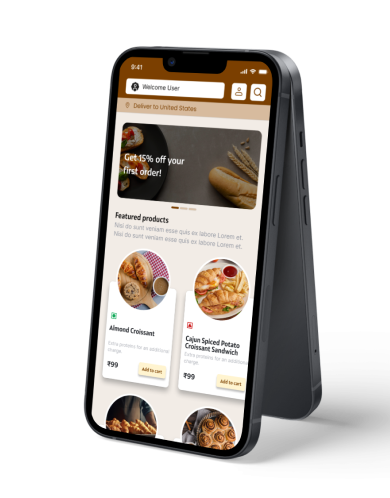 9:41
Welcome User
Deliver to United States
Get 15% off your
first order!
Featured products
Nisi do sunt veniam esse quis ex labore Lorem et.
Nisi do sunt veniam esse quis ex labore Lorem et.
Almond Croissant
Extra proteins for an additional
charge.
₹99
Add to cart
Cajun Spiced Potato
Croissant Sandwich
Extra proteins for an additional
charge.
₹99
Add to cart